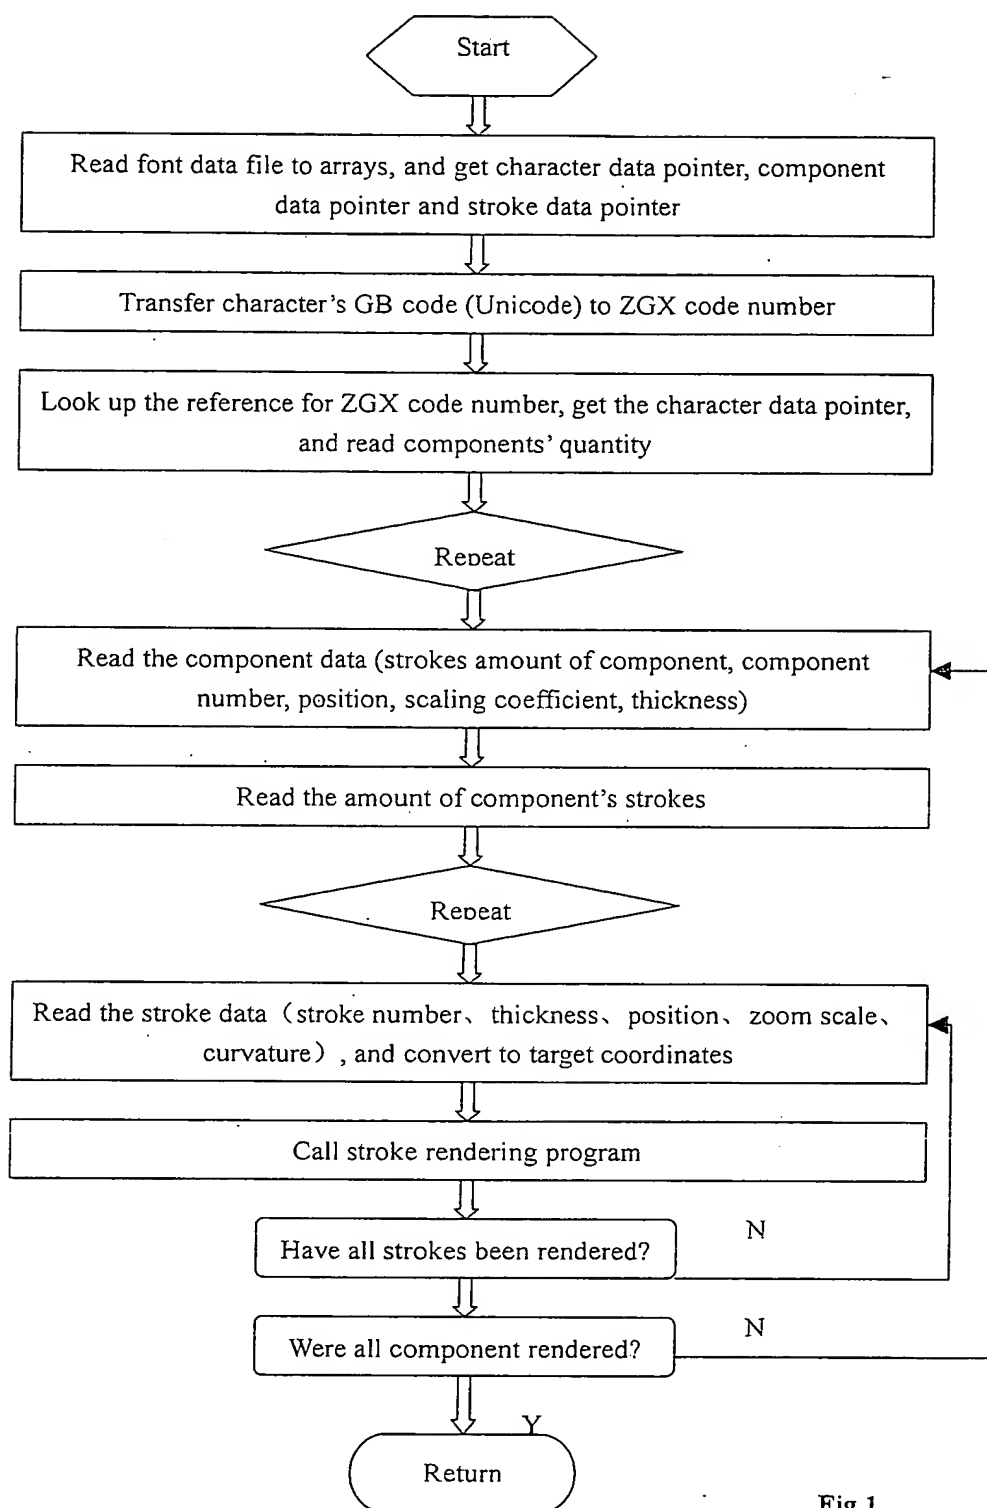 Start
Read font data file to arrays, and get character data pointer, component
data pointer and stroke data pointer
Transfer character's GB code (Unicode) to ZGX code number
Look up the reference for ZGX code number, get the character data pointer,
and read components' quantity
Repeat
Read the component data (strokes amount of component, component
number, position, scaling coefficient, thickness)
Read the amount of component's strokes
Repeat
Read the stroke data（stroke number、thickness、position、zoom scale、
curvature）, and convert to target coordinates
Call stroke rendering program
N
Have all strokes been rendered?
N
Were all component rendered?
Y
Return
Fig 1